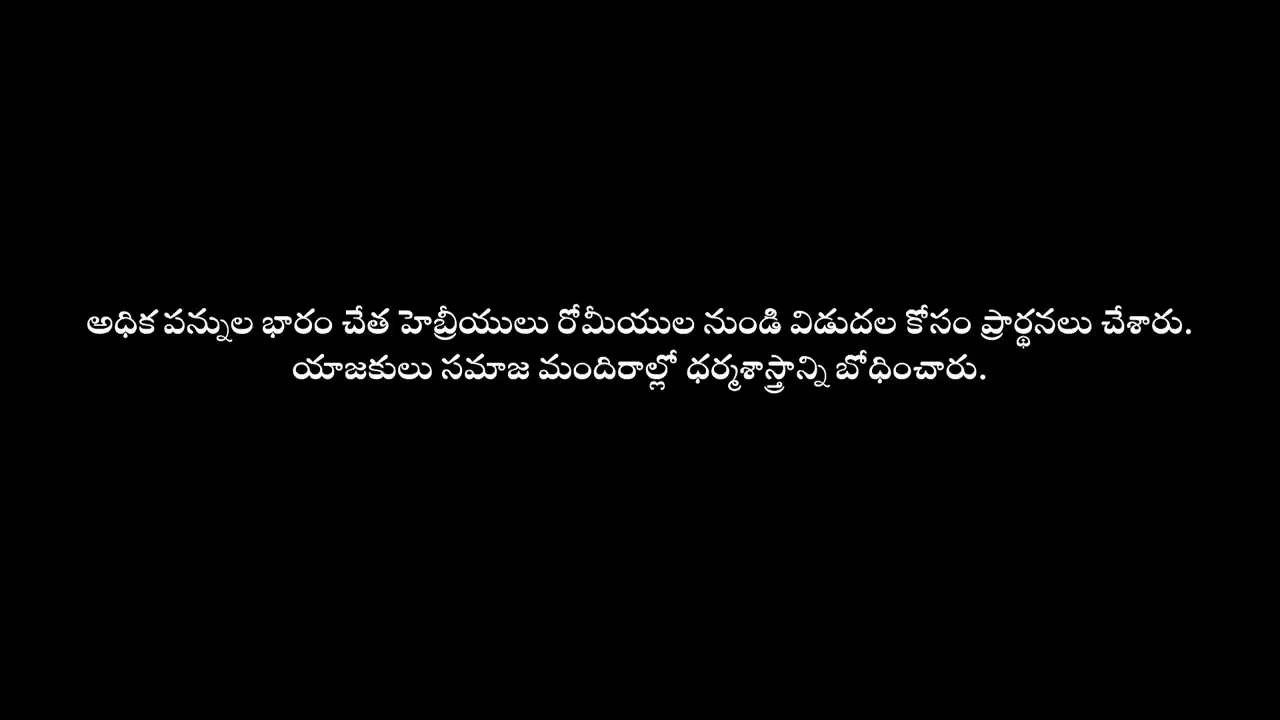 అధిక పన్నుల భారం చేత హెబ్రీయులు రోమీయుల నుండి విడుదల కోసం ప్రార్థనలు చేశారు.
యాజకులు సమాజ మందిరాల్లో ధర్మశాస్త్రాన్ని బోధించారు.